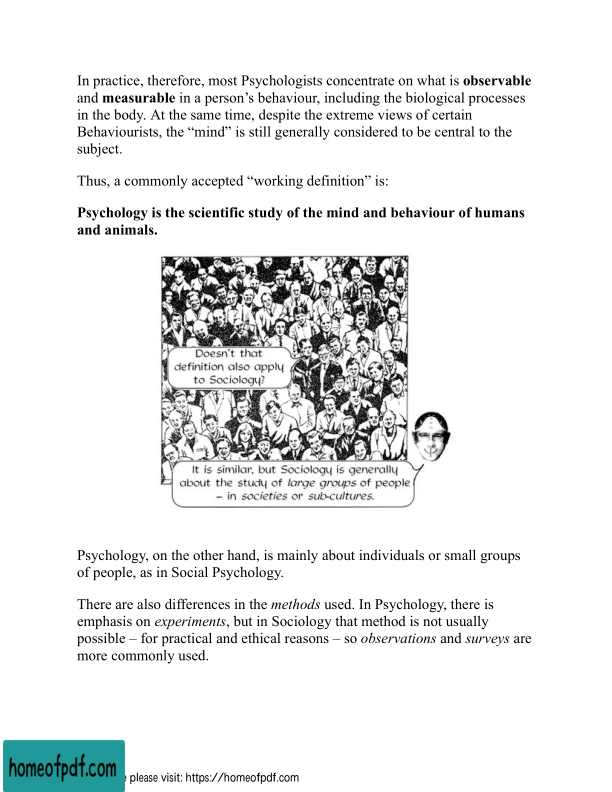 In practice, therefore, most Psychologists concentrate on what is observable
and measurable in a person’s behaviour, including the biological processes
in the body. At the same time, despite the extreme views of certain
Behaviourists, the “mind” is still generally considered to be central to the
subject.
Thus, a commonly accepted “working definition” is:
Psychology is the scientific study of the mind and behaviour of humans
and animals.
Doesn't that
definition also apply
to Sociology?
It is similar, but Sociology is generally
about the study of large groups of people
– in societies or sub-cultures.
Psychology, on the other hand, is mainly about individuals or small groups
of people, as in Social Psychology.
There are also differences in the methods used. In Psychology, there is
emphasis on experiments, but in Sociology that method is not usually
possible – for practical and ethical reasons – so observations and surveys are
more commonly used.
homeofpdf.com
please visit: https://homeofpdf.com